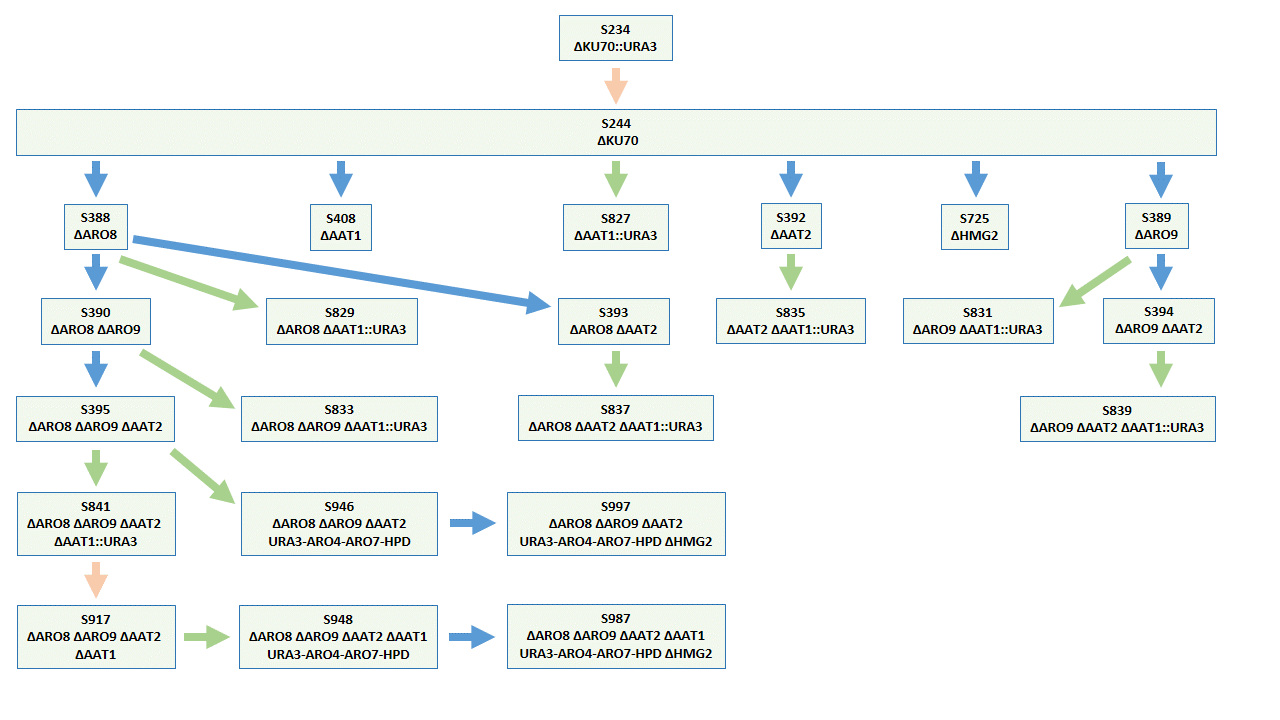 S234
ΔKU70::URA3
S244
ΔKU70
S388
ΔARO8
S408
ΔAAT1
S827
ΔAAT1::URA3
S392
ΔAAT2
S725
ΔHMG2
S389
ΔARO9
S390
ΔARO8 ΔARO9
S829
ΔARO8 ΔAAT1::URA3
S393
ΔARO8 ΔAAT2
S835
ΔAAT2 ΔAAT1::URA3
S831
ΔARO9 ΔAAT1::URA3
S394
ΔARO9 ΔAAT2
S395
ΔARO8 ΔARO9 ΔAAT2
S833
ΔARO8 ΔARO9 ΔAAT1::URA3
S837
ΔARO8 ΔAAT2 ΔAAT1::URA3
S839
ΔARO9 ΔAAT2 ΔAAT1::URA3
S841
ΔARO8 ΔARO9 ΔAAT2
ΔAAT1::URA3
S946
ΔARO8 ΔARO9 ΔAAT2
URA3-ARO4-ARO7-HPD
S997
ΔARO8 ΔARO9 ΔAAT2
URA3-ARO4-ARO7-HPD ΔHMG2
S917
ΔARO8 ΔARO9 ΔAAT2
ΔAAT1
S948
ΔARO8 ΔARO9 ΔAAT2 ΔAAT1
URA3-ARO4-ARO7-HPD
S987
ΔARO8 ΔARO9 ΔAAT2 ΔAAT1
URA3-ARO4-ARO7-HPD ΔHMG2